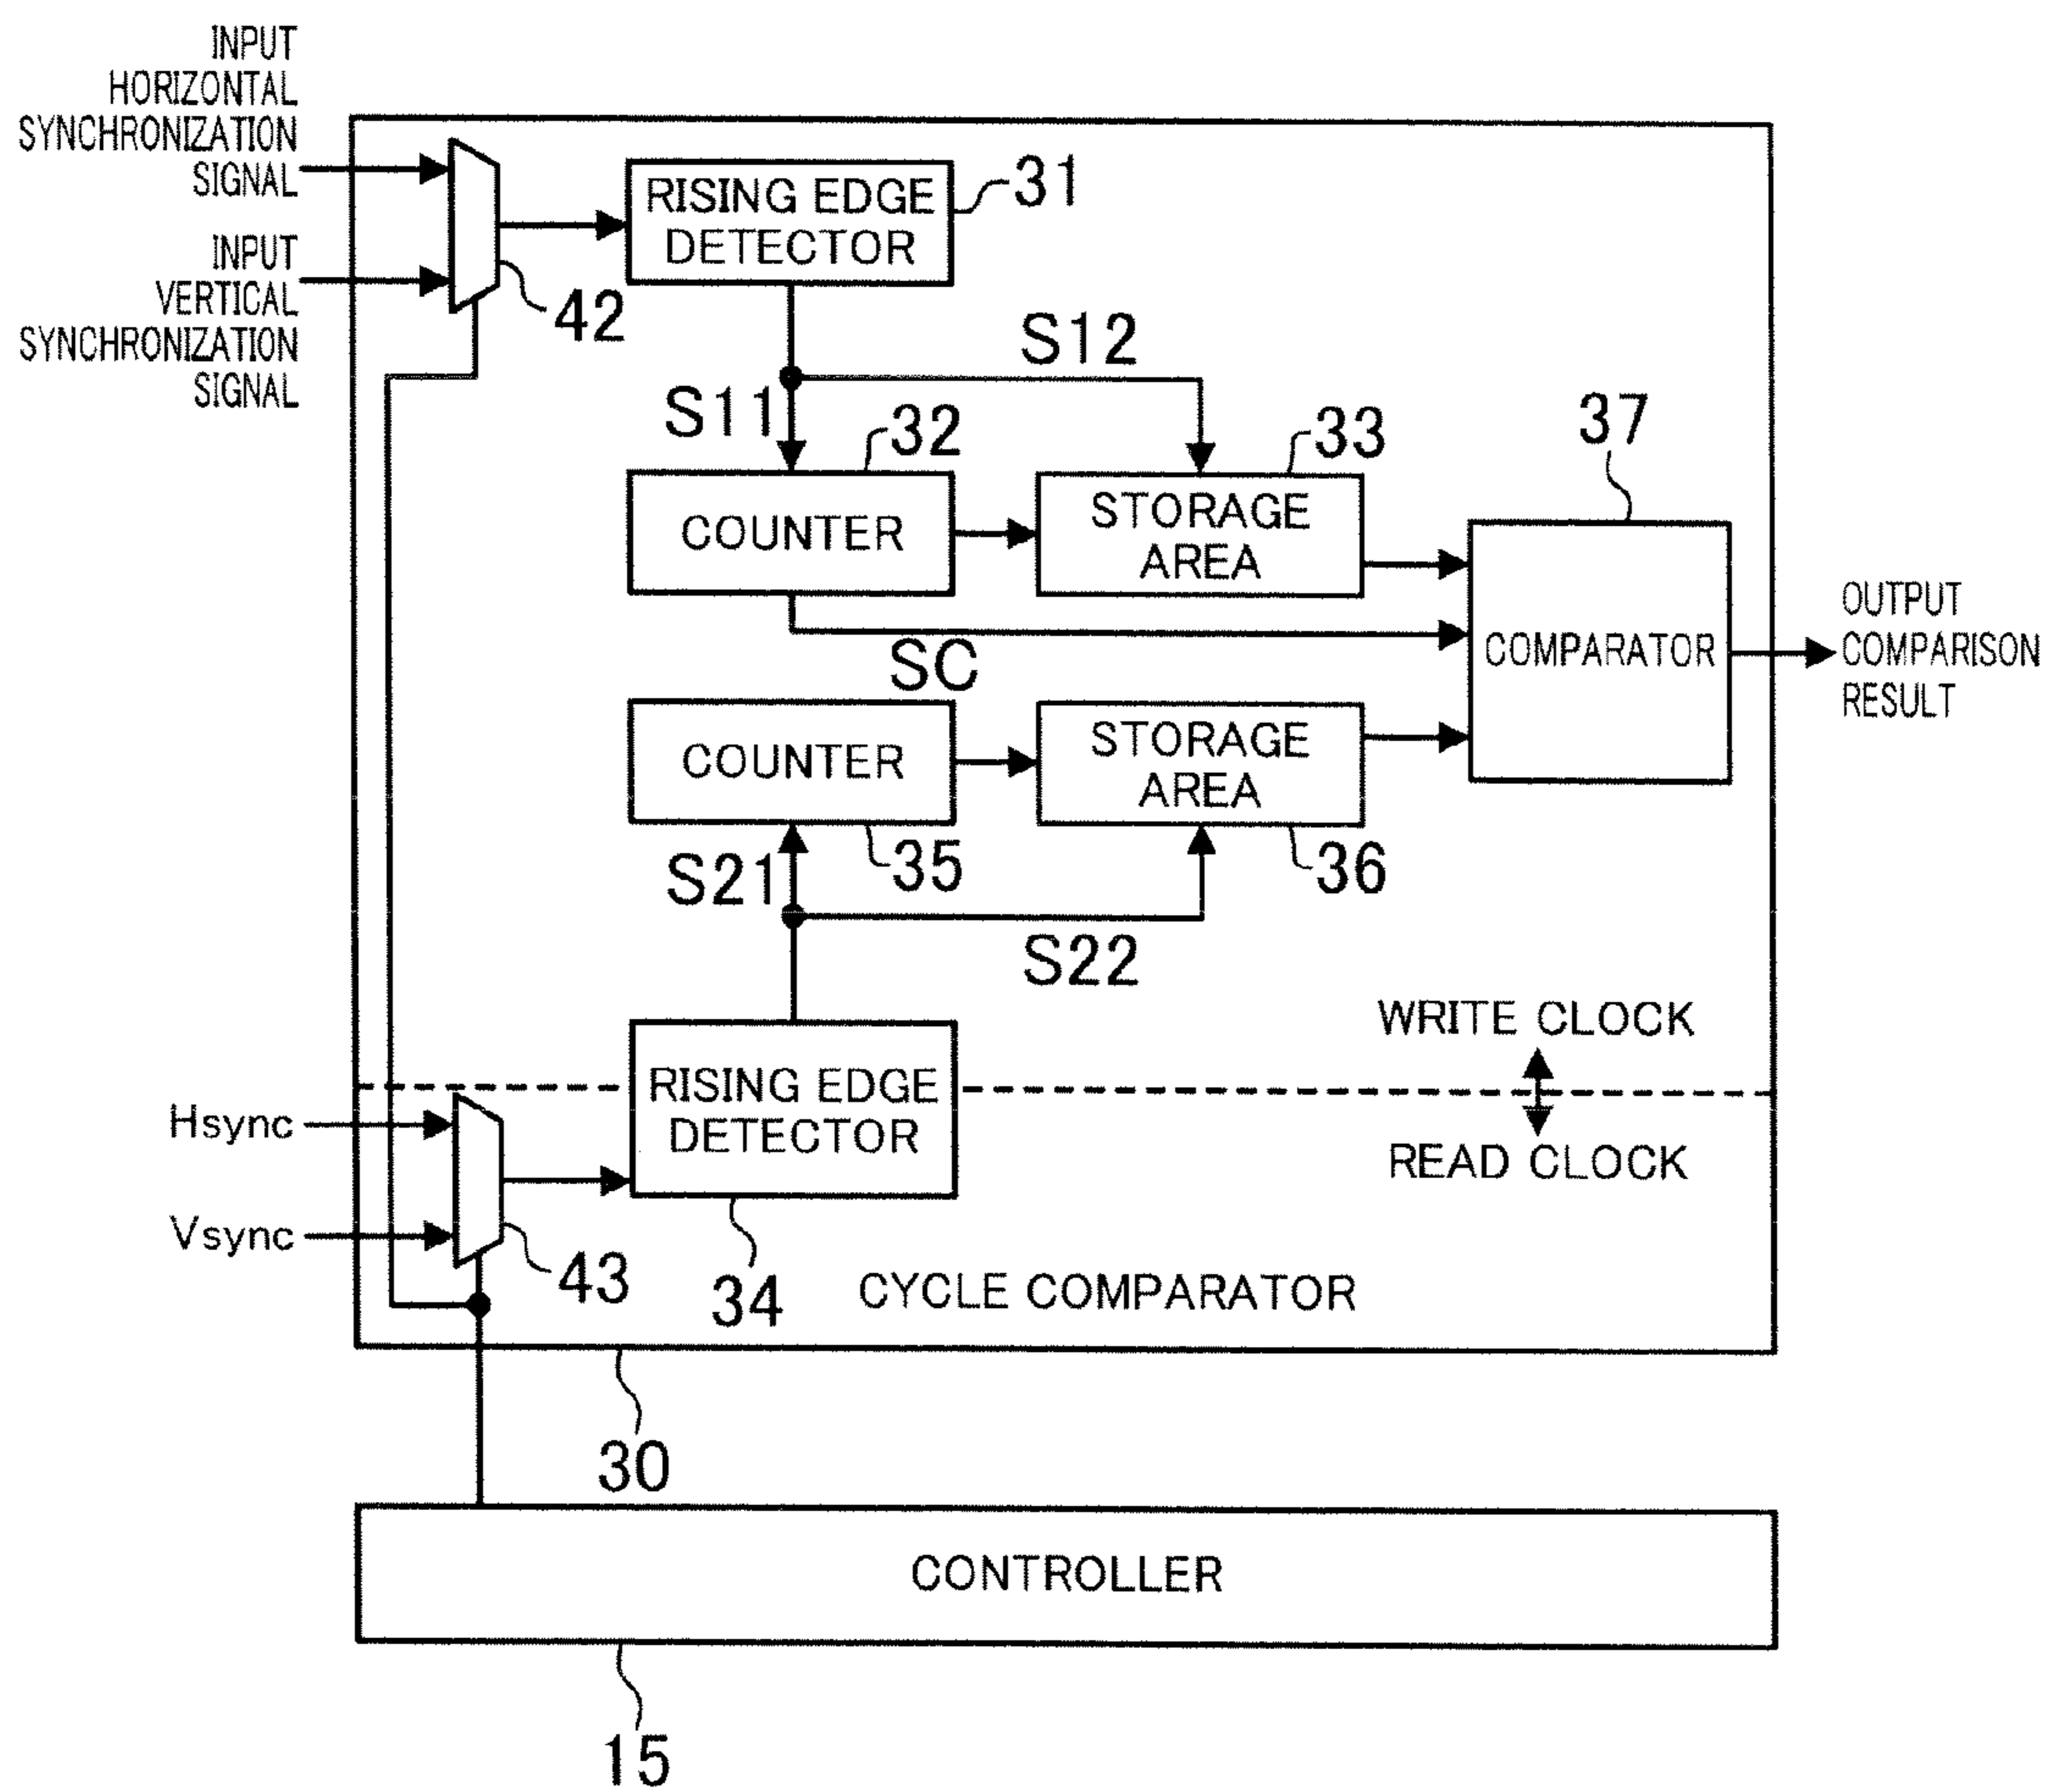 INPUT
HORIZONTAL
SYNCHRONIZATION
SIGNAL
INPUT
VERTICAL
SYNCHRONIZATION
SIGNAL
42
RISING EDGE
DETECTOR
31
S11
S12
COUNTER
32
STORAGE
AREA
33
37
COMPARATOR
OUTPUT
COMPARISON
RESULT
SC
COUNTER
35
STORAGE
AREA
36
S21
S22
WRITE CLOCK
READ CLOCK
RISING EDGE
DETECTOR
34
Hsync
Vsync
43
CYCLE COMPARATOR
30
CONTROLLER
15